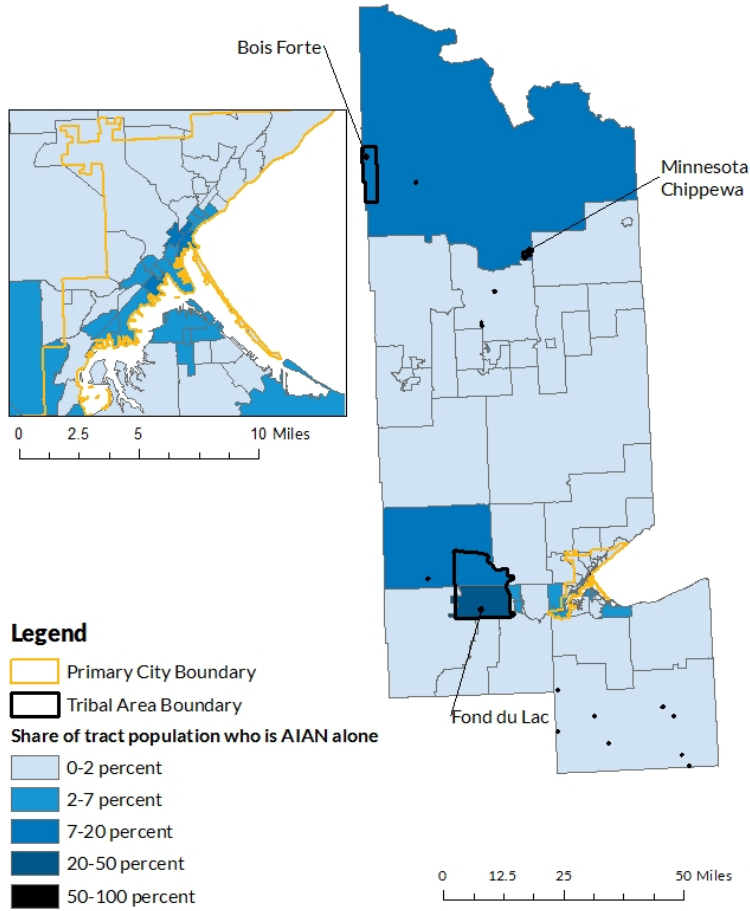 Bois Forte
Minnesota
Chippewa
0 2.5 5 10 Miles
Fond du Lac
Legend
Primary City Boundary
Tribal Area Boundary
Share of tract population who is AIAN alone
0-2 percent
2-7 percent
7-20 percent
20-50 percent
50-100 percent
0 12.5 25 50 Miles